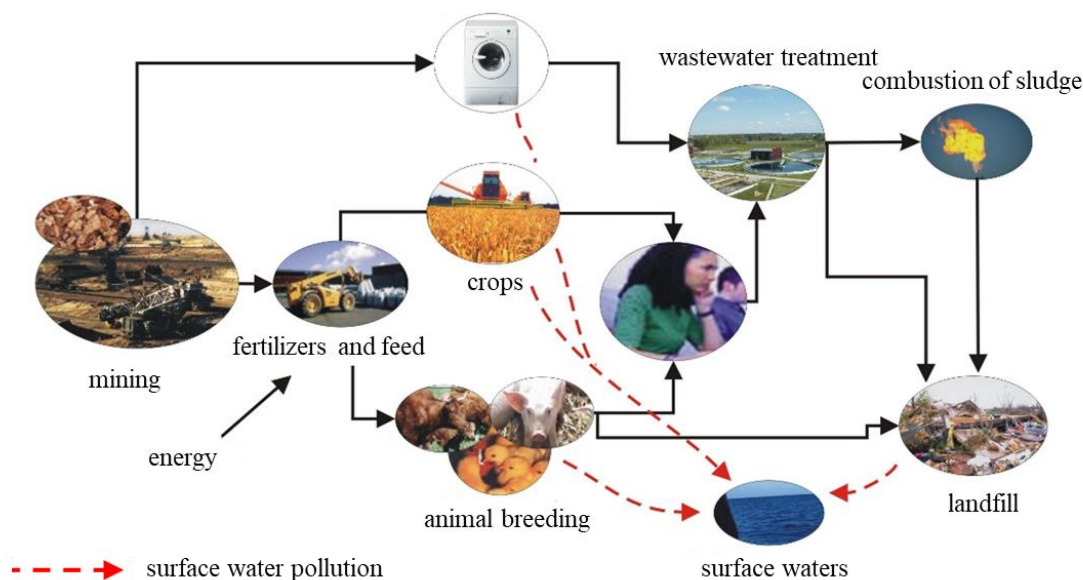 wastewater treatment
combustion of sludge
crops
fertilizers and feed
mining
energy
landfill
animal breeding
surface water pollution
surface waters